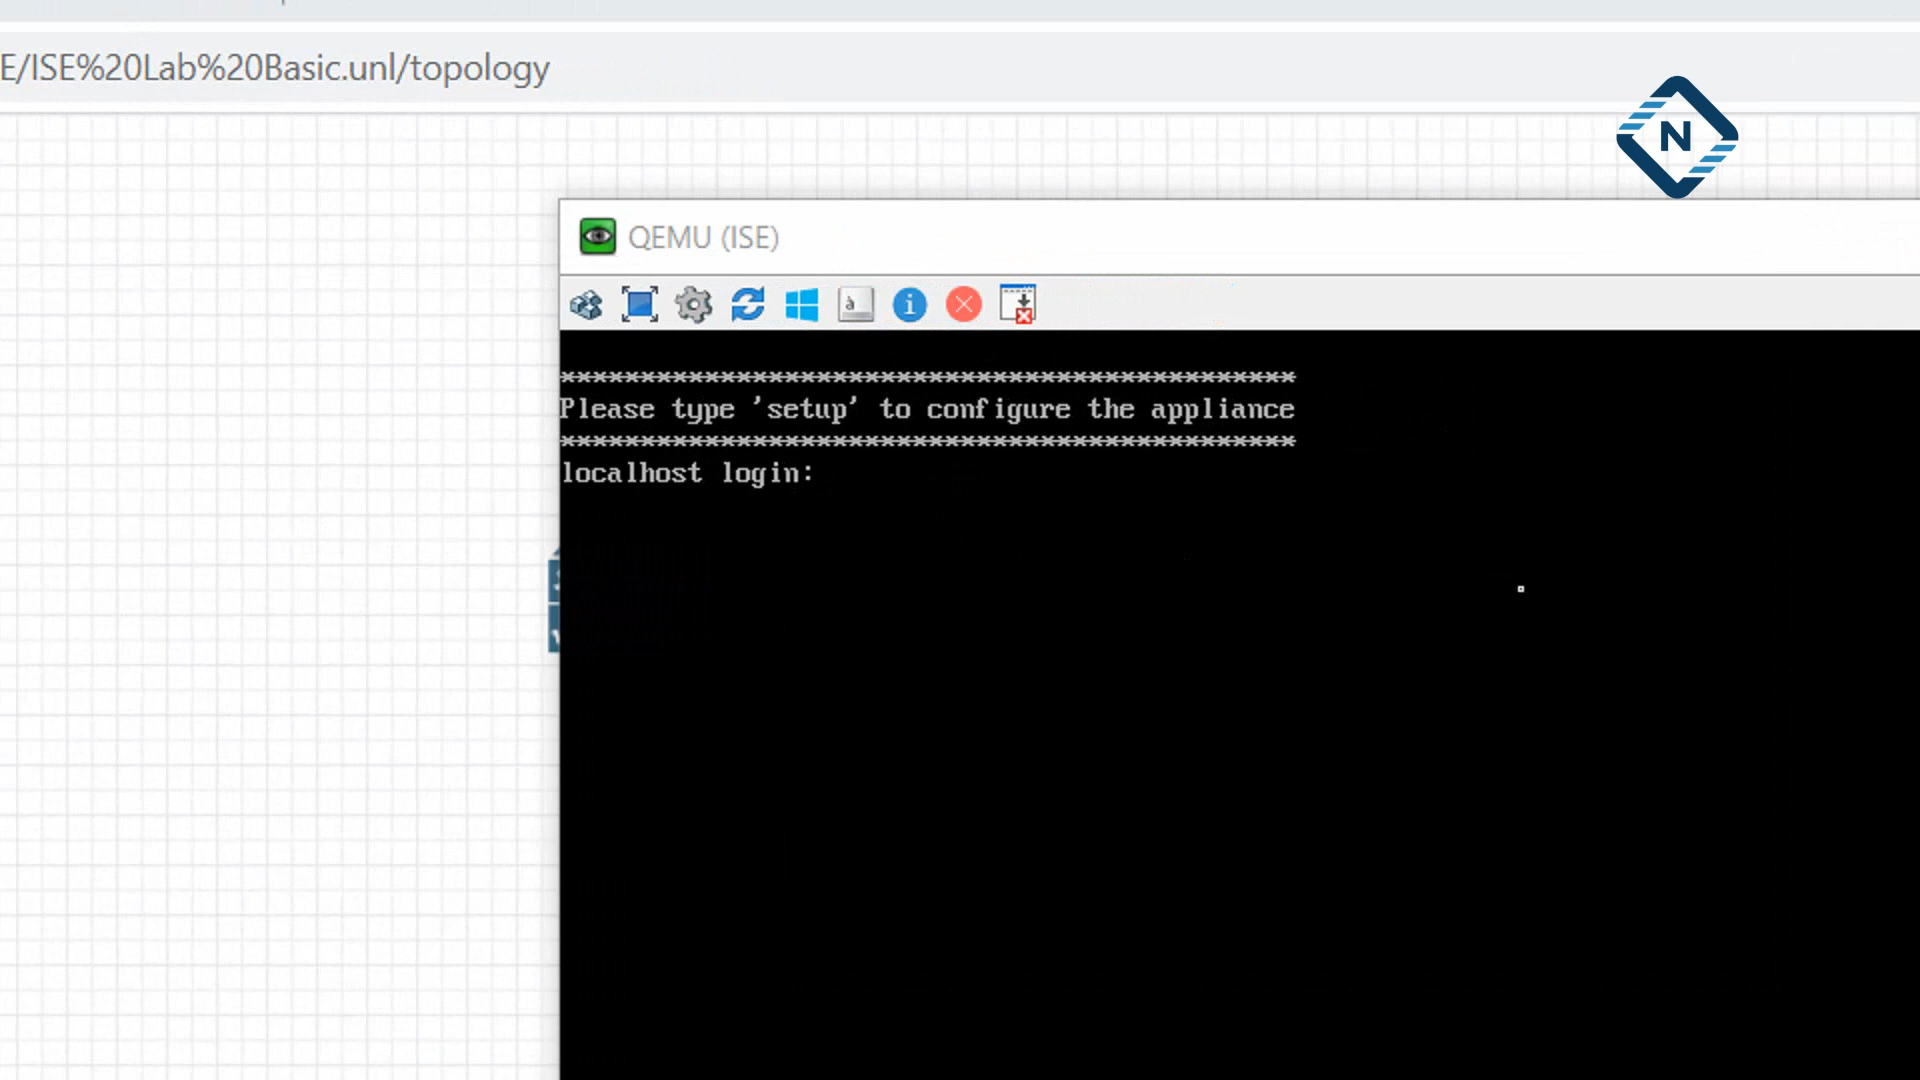 E/ISE%20Lab%20Basic.unl/topology
N
QEMU (ISE)
à
i
**********************************************
Please type 'setup' to configure the appliance
**********************************************
localhost login: